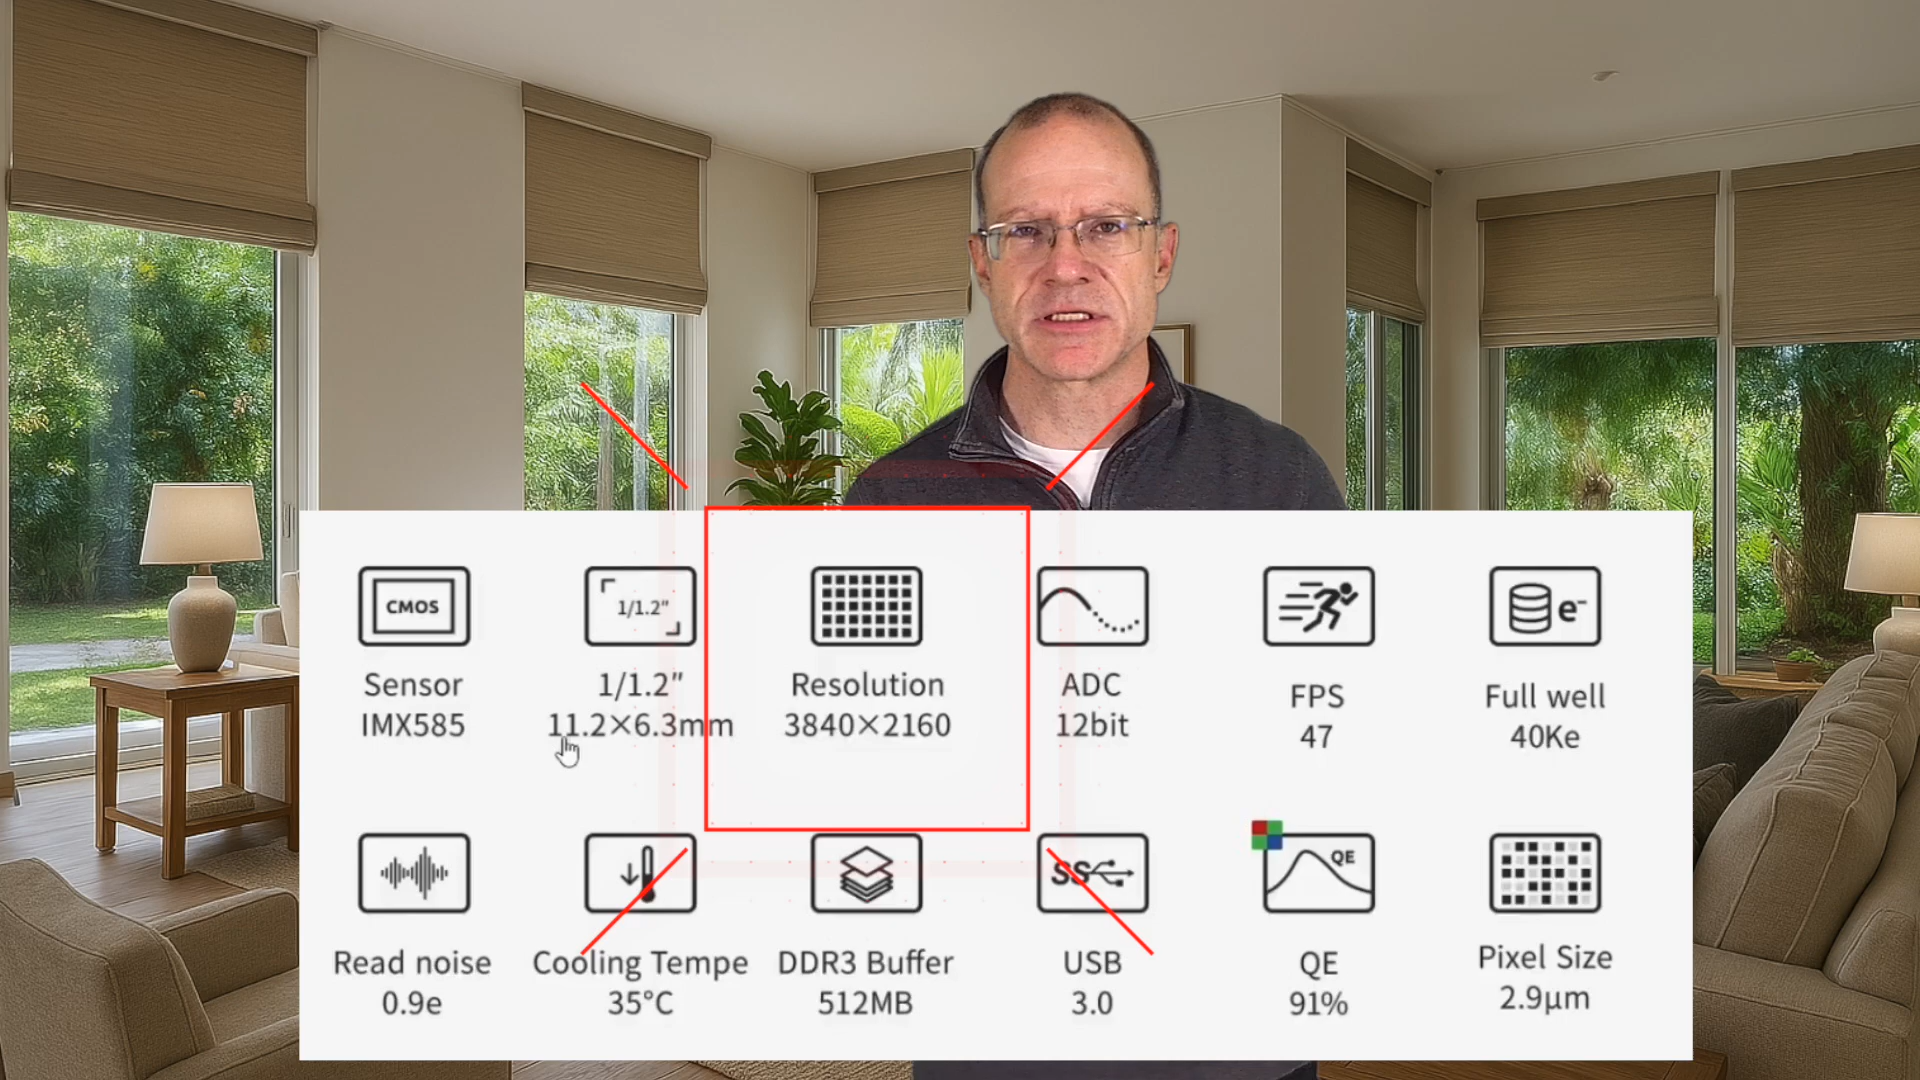 CMOS
Sensor
IMX585
1/1.2"
1/1.2"
11.2×6.3mm
Resolution
3840×2160
ADC
12bit
FPS
47
e-
Full well
40Ke
Read noise
0.9e
Cooling Tempe
35°C
DDR3 Buffer
512MB
SS
USB
3.0
QE
QE
91%
Pixel Size
2.9µm